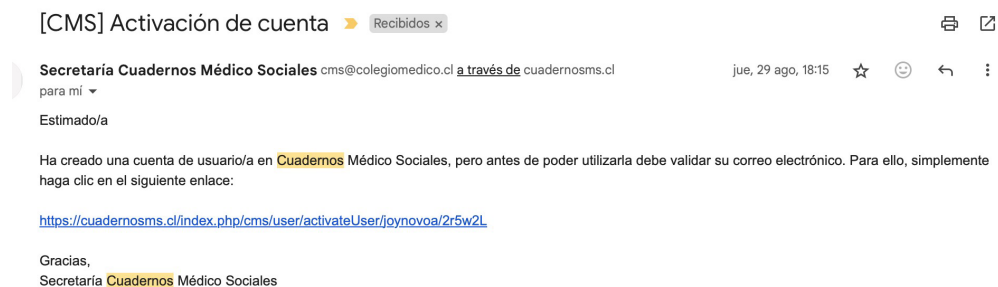 [CMS] Activación de cuenta Recibidos ×
Secretaría Cuadernos Médico Sociales cms@colegiomedico.cl a través de cuadernosms.cl jue, 29 ago, 18:15
para mí
Estimado/a
Ha creado una cuenta de usuario/a en Cuadernos Médico Sociales, pero antes de poder utilizarla debe validar su correo electrónico. Para ello, simplemente
haga clic en el siguiente enlace:
https://cuadernosms.cl/index.php/cms/user/activateUser/joynovoa/2r5w2L
Gracias,
Secretaría Cuadernos Médico Sociales